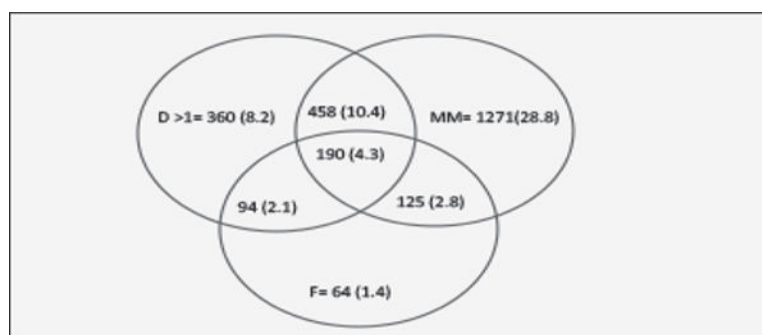 458 (10.4)
D >1= 360 (8.2)
MM= 1271(28.8)
190 (4.3)
94 (2.1)
125 (2.8)
F= 64 (1.4)